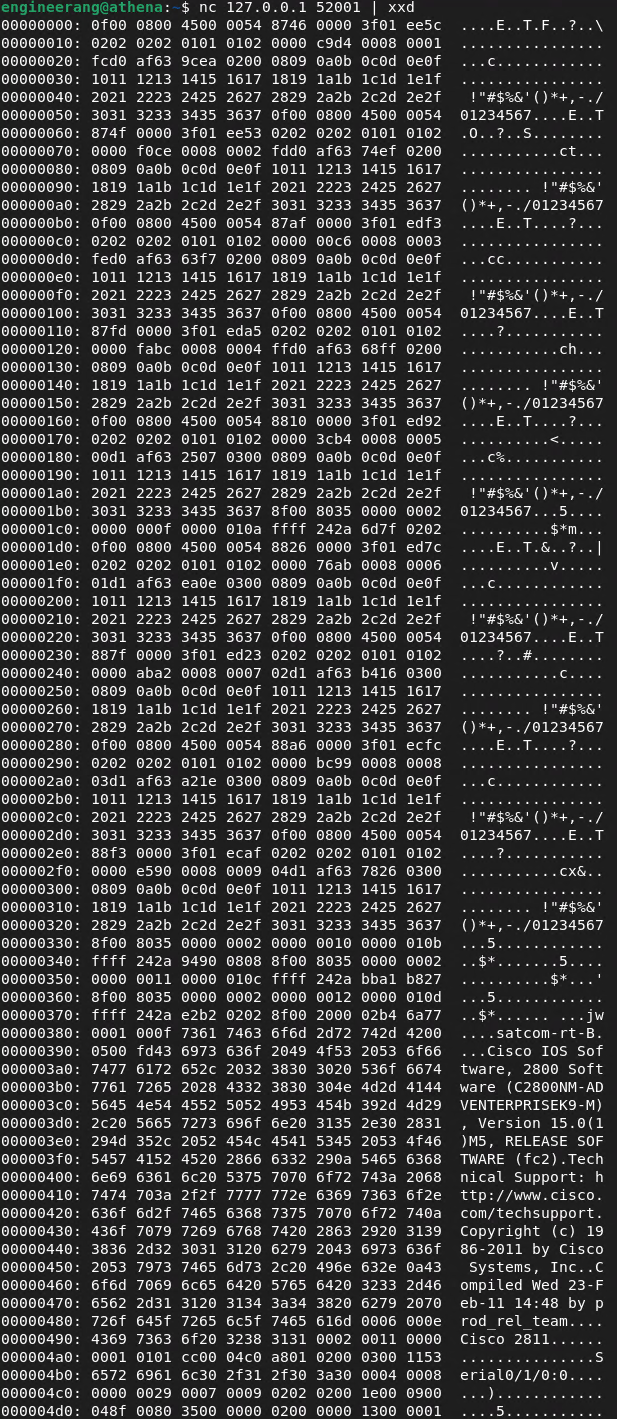 engineerang@athena:~$ nc 127.0.0.1 52001 | xxd
00000000: 0f00 0800 4500 0054 8746 0000 3f01 ee5c  ....E..T.F..?..\
00000010: 0202 0202 0101 0102 0000 c9d4 0008 0001  ................
00000020: fcd0 af63 9cea 0200 0809 0a0b 0c0d 0e0f  ...c............
00000030: 1011 1213 1415 1617 1819 1a1b 1c1d 1e1f  ................
00000040: 2021 2223 2425 2627 2829 2a2b 2c2d 2e2f   !"#$%&'()*+,-./
00000050: 3031 3233 3435 3637 0f00 0800 4500 0054  01234567....E..T
00000060: 874f 0000 3f01 ee53 0202 0202 0101 0102  .O..?..S........
00000070: 0000 f0ce 0008 0002 fdd0 af63 74ef 0200  ...........ct...
00000080: 0809 0a0b 0c0d 0e0f 1011 1213 1415 1617  ................
00000090: 1819 1a1b 1c1d 1e1f 2021 2223 2425 2627  ........ !"#$%&'
000000a0: 2829 2a2b 2c2d 2e2f 3031 3233 3435 3637  ()*+,-./01234567
000000b0: 0f00 0800 4500 0054 87af 0000 3f01 edf3  ....E..T....?...
000000c0: 0202 0202 0101 0102 0000 00c6 0008 0003  ................
000000d0: fed0 af63 63f7 0200 0809 0a0b 0c0d 0e0f  ...cc...........
000000e0: 1011 1213 1415 1617 1819 1a1b 1c1d 1e1f  ................
000000f0: 2021 2223 2425 2627 2829 2a2b 2c2d 2e2f   !"#$%&'()*+,-./
00000100: 3031 3233 3435 3637 0f00 0800 4500 0054  01234567....E..T
00000110: 87fd 0000 3f01 eda5 0202 0202 0101 0102  ....?...........
00000120: 0000 fabc 0008 0004 ffd0 af63 68ff 0200  ...........ch...
00000130: 0809 0a0b 0c0d 0e0f 1011 1213 1415 1617  ................
00000140: 1819 1a1b 1c1d 1e1f 2021 2223 2425 2627  ........ !"#$%&'
00000150: 2829 2a2b 2c2d 2e2f 3031 3233 3435 3637  ()*+,-./01234567
00000160: 0f00 0800 4500 0054 8810 0000 3f01 ed92  ....E..T....?...
00000170: 0202 0202 0101 0102 0000 3cb4 0008 0005  ..........<.....
00000180: 00d1 af63 2507 0300 0809 0a0b 0c0d 0e0f  ...c%...........
00000190: 1011 1213 1415 1617 1819 1a1b 1c1d 1e1f  ................
000001a0: 2021 2223 2425 2627 2829 2a2b 2c2d 2e2f   !"#$%&'()*+,-./
000001b0: 3031 3233 3435 3637 8f00 8035 0000 0002  01234567...5....
000001c0: 0000 000f 0000 010a ffff 242a 6d7f 0202  ..........$*m...
000001d0: 0f00 0800 4500 0054 8826 0000 3f01 ed7c  ....E..T.&..?..|
000001e0: 0202 0202 0101 0102 0000 76ab 0008 0006  ..........v.....
000001f0: 01d1 af63 ea0e 0300 0809 0a0b 0c0d 0e0f  ...c............
00000200: 1011 1213 1415 1617 1819 1a1b 1c1d 1e1f  ................
00000210: 2021 2223 2425 2627 2829 2a2b 2c2d 2e2f   !"#$%&'()*+,-./
00000220: 3031 3233 3435 3637 0f00 0800 4500 0054  01234567....E..T
00000230: 887f 0000 3f01 ed23 0202 0202 0101 0102  ....?..#........
00000240: 0000 aba2 0008 0007 02d1 af63 b416 0300  ...........c....
00000250: 0809 0a0b 0c0d 0e0f 1011 1213 1415 1617  ................
00000260: 1819 1a1b 1c1d 1e1f 2021 2223 2425 2627  ........ !"#$%&'
00000270: 2829 2a2b 2c2d 2e2f 3031 3233 3435 3637  ()*+,-./01234567
00000280: 0f00 0800 4500 0054 88a6 0000 3f01 ecfc  ....E..T....?...
00000290: 0202 0202 0101 0102 0000 bc99 0008 0008  ................
000002a0: 03d1 af63 a21e 0300 0809 0a0b 0c0d 0e0f  ...c............
000002b0: 1011 1213 1415 1617 1819 1a1b 1c1d 1e1f  ................
000002c0: 2021 2223 2425 2627 2829 2a2b 2c2d 2e2f   !"#$%&'()*+,-./
000002d0: 3031 3233 3435 3637 0f00 0800 4500 0054  01234567....E..T
000002e0: 88f3 0000 3f01 ecaf 0202 0202 0101 0102  ....?...........
000002f0: 0000 e590 0008 0009 04d1 af63 7826 0300  ...........cx&..
00000300: 0809 0a0b 0c0d 0e0f 1011 1213 1415 1617  ................
00000310: 1819 1a1b 1c1d 1e1f 2021 2223 2425 2627  ........ !"#$%&'
00000320: 2829 2a2b 2c2d 2e2f 3031 3233 3435 3637  ()*+,-./01234567
00000330: 8f00 8035 0000 0002 0000 0010 0000 010b  ...5............
00000340: ffff 242a 9490 0808 8f00 8035 0000 0002  ..$*.......5....
00000350: 0000 0011 0000 010c ffff 242a bba1 b827  ..........$*...'
00000360: 8f00 8035 0000 0002 0000 0012 0000 010d  ...5............
00000370: ffff 242a e2b2 0202 8f00 2000 02b4 6a77  ..$*...... ...jw
00000380: 0001 000f 7361 7463 6f6d 2d72 742d 4200  ....satcom-rt-B.
00000390: 0500 fd43 6973 636f 2049 4f53 2053 6f66  ...Cisco IOS Sof
000003a0: 7477 6172 652c 2032 3830 3020 536f 6674  tware, 2800 Soft
000003b0: 7761 7265 2028 4332 3830 304e 4d2d 4144  ware (C2800NM-AD
000003c0: 5645 4e54 4552 5052 4953 454b 392d 4d29  VENTERPRISEK9-M)
000003d0: 2c20 5665 7273 696f 6e20 3135 2e30 2831  , Version 15.0(1
000003e0: 294d 352c 2052 454c 4541 5345 2053 4f46  )M5, RELEASE SOF
000003f0: 5457 4152 4520 2866 6332 290a 5465 6368  TWARE (fc2).Tech
00000400: 6e69 6361 6c20 5375 7070 6f72 743a 2068  nical Support: h
00000410: 7474 703a 2f2f 7777 772e 6369 7363 6f2e  ttp://www.cisco.
00000420: 636f 6d2f 7465 6368 7375 7070 6f72 740a  com/techsupport.
00000430: 436f 7079 7269 6768 7420 2863 2920 3139  Copyright (c) 19
00000440: 3836 2d32 3031 3120 6279 2043 6973 636f  86-2011 by Cisco
00000450: 2053 7973 7465 6d73 2c20 496e 632e 0a43   Systems, Inc..C
00000460: 6f6d 7069 6c65 6420 5765 6420 3233 2d46  ompiled Wed 23-F
00000470: 6562 2d31 3120 3134 3a34 3820 6279 2070  eb-11 14:48 by p
00000480: 726f 645f 7265 6c5f 7465 616d 0006 000e  rod_rel_team....
00000490: 4369 7363 6f20 3238 3131 0002 0011 0000  Cisco 2811......
000004a0: 0001 0101 cc00 04c0 a801 0200 0300 1153  ...............S
000004b0: 6572 6961 6c30 2f31 2f30 3a30 0004 0008  erial0/1/0:0....
000004c0: 0000 0029 0007 0009 0202 0200 1e00 0900  ...)............
000004d0: 048f 0080 3500 0000 0200 0000 1300 0001  ....5...........